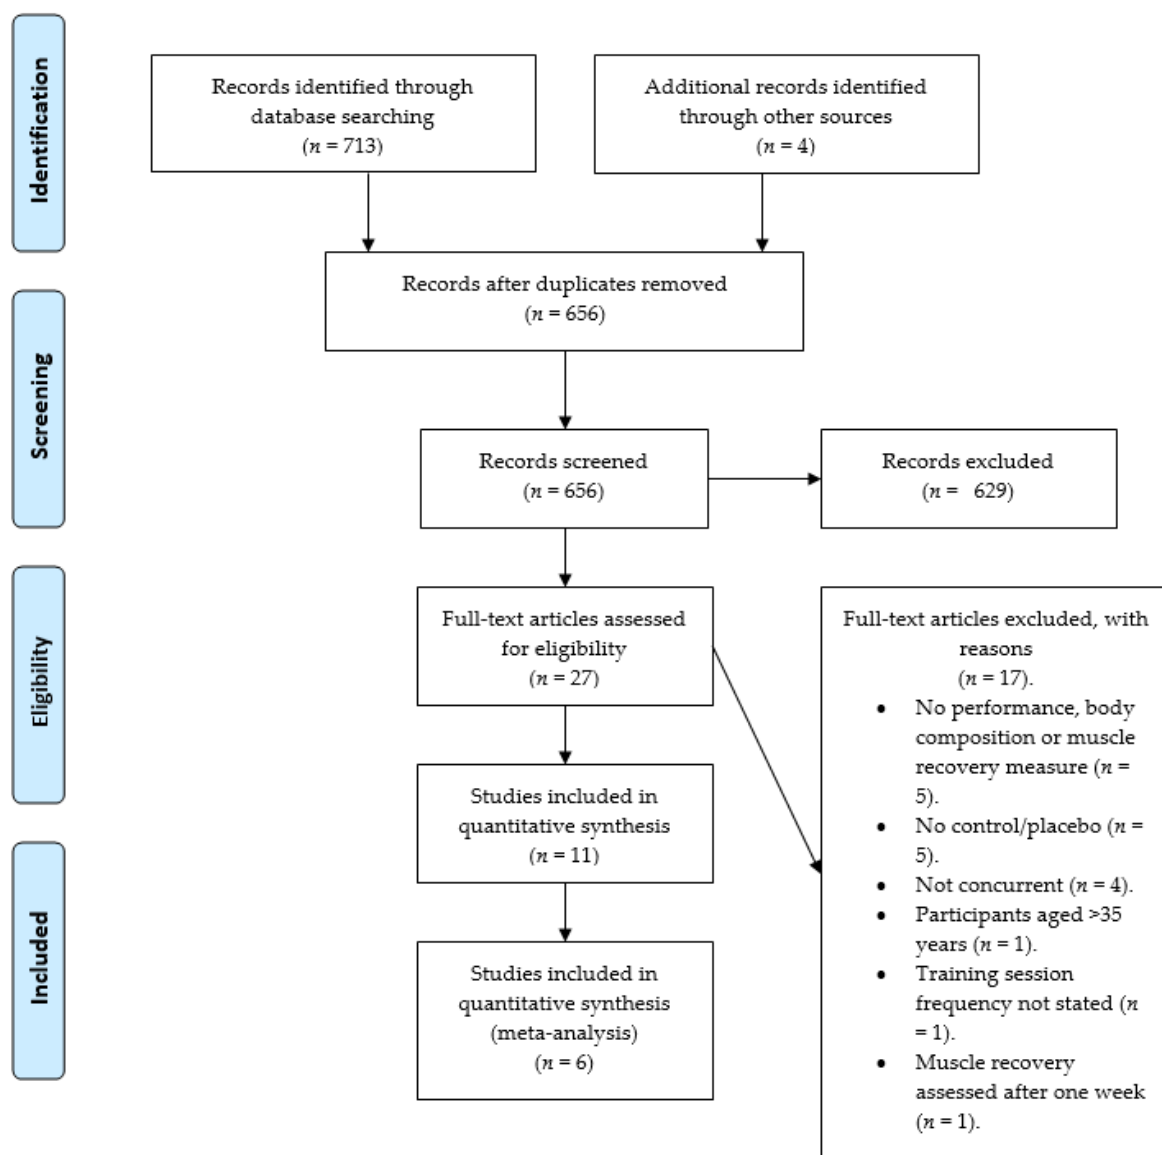 Identification
Records identified through
database searching
(n = 713)
Additional records identified
through other sources
(n = 4)
Records after duplicates removed
(n = 656)
Screening
Records screened
(n = 656)
Records excluded
(n =   629)
Eligibility
Full-text articles assessed
for eligibility
(n = 27)
Full-text articles excluded, with
reasons
(n = 17).
• No performance, body
composition or muscle
recovery measure (n =
5).
• No control/placebo (n =
5).
• Not concurrent (n = 4).
• Participants aged >35
years (n = 1).
• Training session
frequency not stated (n
= 1).
• Muscle recovery
assessed after one week
(n = 1).
Studies included in
quantitative synthesis
(n = 11)
Included
Studies included in
quantitative synthesis
(meta-analysis)
(n = 6)